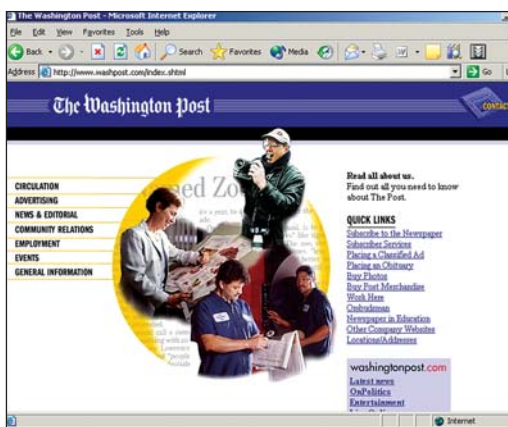 The Washington Post - Microsoft Internet Explorer
File Edit View Favorites Tools Help
Back Search Favorites Media
Address http://www.washpost.com/index.shtml Go
The Washington Post
CONTACT
Read all about us.
Find out all you need to know
about The Post.
CIRCULATION
ADVERTISING
NEWS & EDITORIAL
COMMUNITY RELATIONS
EMPLOYMENT
EVENTS
GENERAL INFORMATION
QUICK LINKS
Subscribe to the Newspaper
Subscriber Services
Placing a Classified Ad
Placing an Obituary
Buy Photos
Buy Post Merchandise
Work Here
Ombudsman
Newspaper in Education
Other Company Websites
Locations/Addresses
washingtonpost.com
Latest news
OnPolitics
Entertainment
Internet